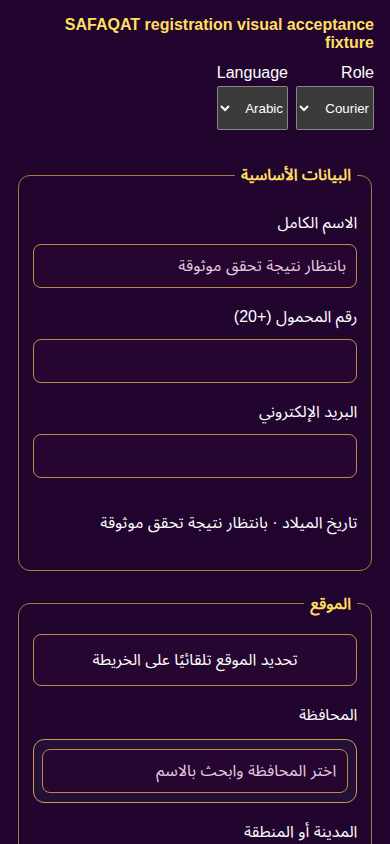 SAFAQAT registration visual acceptance
fixture
Role
Language
Courier
Arabic
البيانات الأساسية
الاسم الكامل
بانتظار نتيجة تحقق موثوقة
رقم المحمول (+20)
البريد الإلكتروني
تاريخ الميلاد · بانتظار نتيجة تحقق موثوقة
الموقع
تحديد الموقع تلقائيًا على الخريطة
المحافظة
اختر المحافظة وابحث بالاسم
المدينة أو المنطقة